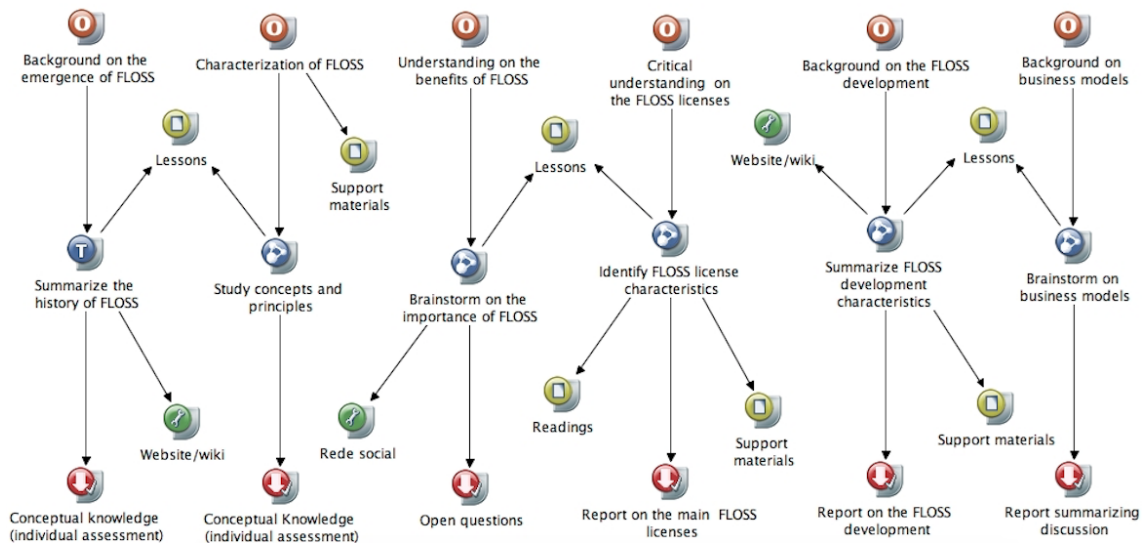 Background on the
emergence of FLOSS
Characterization of FLOSS
Understanding on the
benefits of FLOSS
Critical
understanding on
the FLOSS licenses
Background on the FLOSS
development
Background on
business models
Lessons
Support
materials
Lessons
Website/wiki
Lessons
T
Summarize the
history of FLOSS
Study concepts and
principles
Brainstorm on the
importance of FLOSS
Identify FLOSS license
characteristics
Summarize FLOSS
development
characteristics
Brainstorm on
business models
Website/wiki
Rede social
Readings
Support
materials
Support materials
Conceptual knowledge
(individual assessment)
Conceptual Knowledge
(individual assessment)
Open questions
Report on the main FLOSS
licenses
Report on the FLOSS
development
Report summarizing
discussion